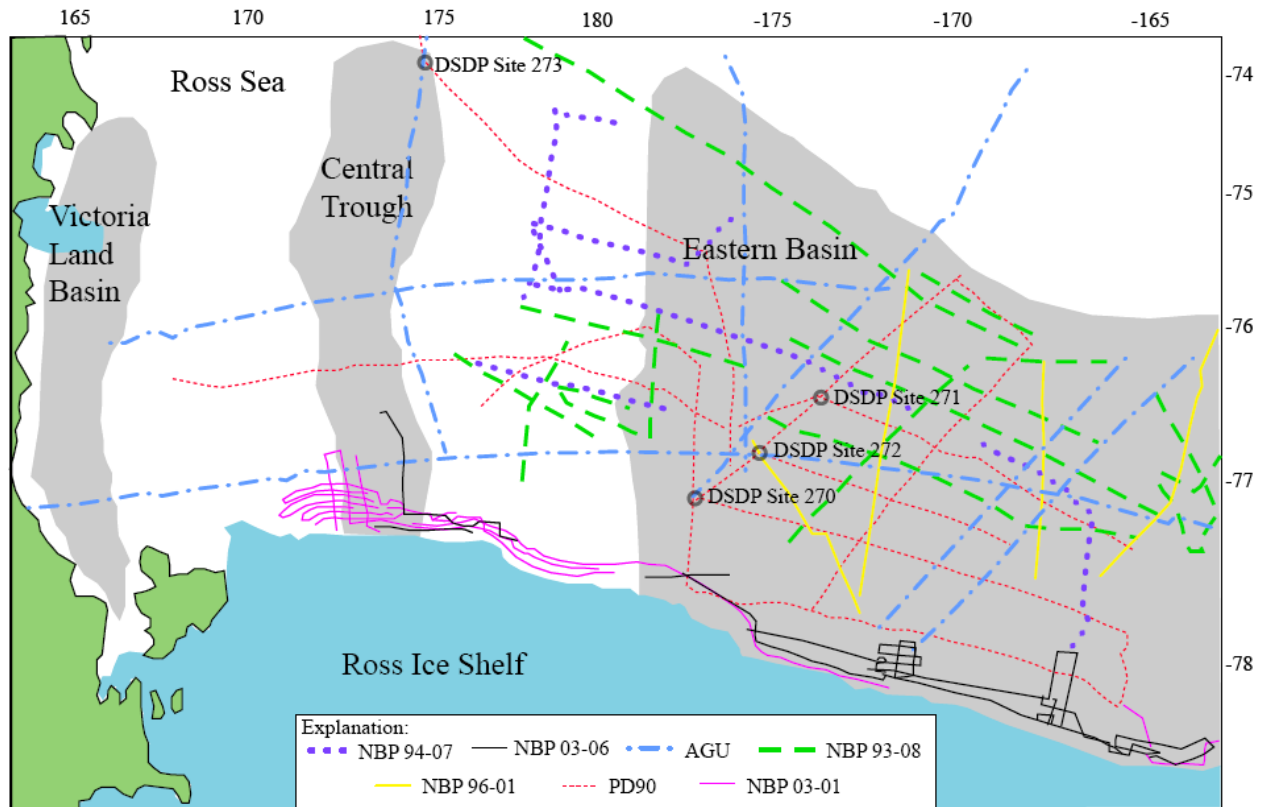 165 170 175 180 -175 -170 -165
DSDP Site 273
Ross Sea
-74
Central
Trough
-75
Victoria
Land
Basin
Eastern Basin
-76
DSDP Site 271
DSDP Site 272
-77
DSDP Site 270
Ross Ice Shelf
-78
Explanation:
NBP 94-07 NBP 03-06 AGU NBP 93-08
NBP 96-01 PD90 NBP 03-01